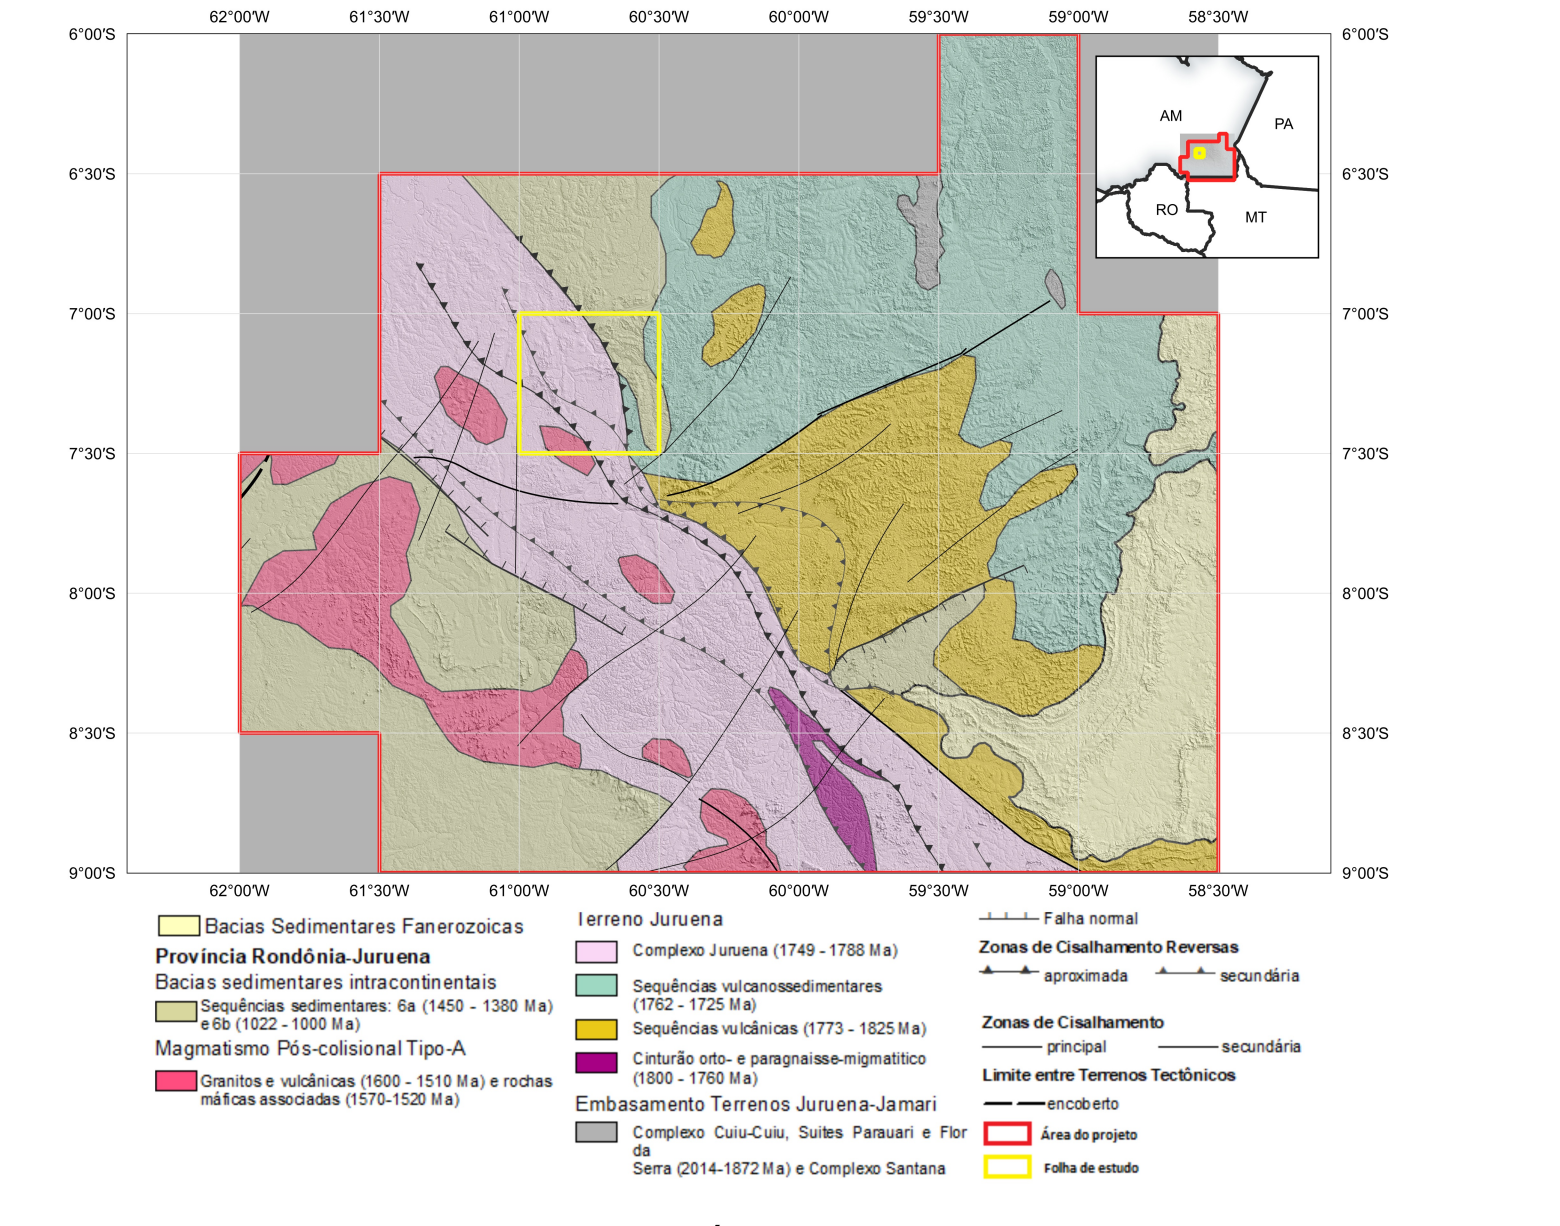 62°00'W 61°30'W 61°00'W 60°30'W 60°00'W 59°30'W 59°00'W 58°30'W
6°00'S 6°00'S
AM
PA
6°30'S 6°30'S
RO
MT
7°00'S 7°00'S
7°30'S 7°30'S
8°00'S 8°00'S
8°30'S 8°30'S
9°00'S 9°00'S
62°00'W 61°30'W 61°00'W 60°30'W 60°00'W 59°30'W 59°00'W 58°30'W
Bacias Sedimentares Fanerozoicas
Província Rondônia-Juruena
Bacias sedimentares intracontinentais
Sequências sedimentares: 6a (1450 - 1380 Ma)
e 6b (1022 - 1000 Ma)
Magmatismo Pós-colisional Tipo-A
Granitos e vulcânicas (1600 - 1510 Ma) e rochas
máficas associadas (1570-1520 Ma)
Terreno Juruena
Complexo Juruena (1749 - 1788 Ma)
Sequências vulcanossedimentares
(1762 - 1725 Ma)
Sequências vulcânicas (1773 - 1825 Ma)
Cinturão orto- e paragnaisse-migmatitico
(1800 - 1760 Ma)
Embasamento Terrenos Juruena-Jamari
Complexo Cuiu-Cuiu, Suites Parauari e Flor
da
Serra (2014-1872 Ma) e Complexo Santana
Falha normal
Zonas de Cisalhamento Reversas
aproximada secundária
Zonas de Cisalhamento
principal secundária
Limite entre Terrenos Tectônicos
encoberto
Área do projeto
Folha de estudo